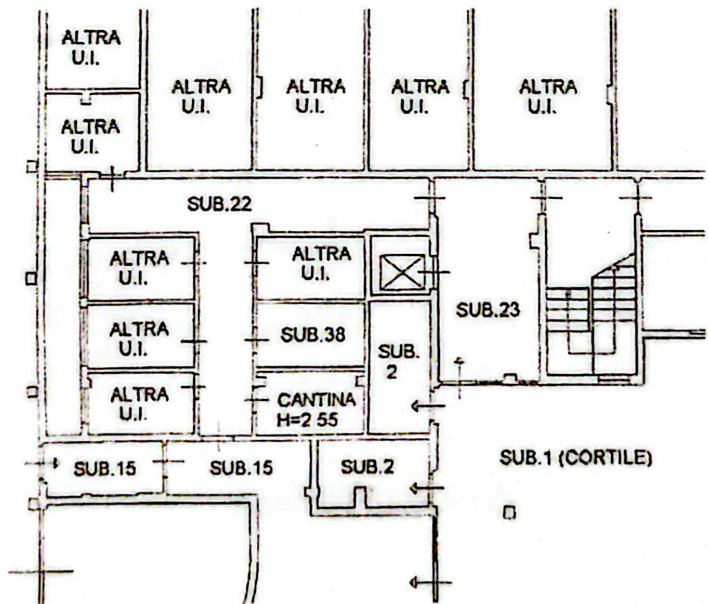 ALTRA
U.I.
ALTRA
U.I.
ALTRA
U.I.
ALTRA
U.I.
ALTRA
U.I.
ALTRA
U.I.
SUB.22
ALTRA
U.I.
ALTRA
U.I.
SUB.23
ALTRA
U.I.
SUB.38
SUB.
2
ALTRA
U.I.
CANTINA
H=2 55
SUB.15
SUB.15
SUB.2
SUB.1 (CORTILE)